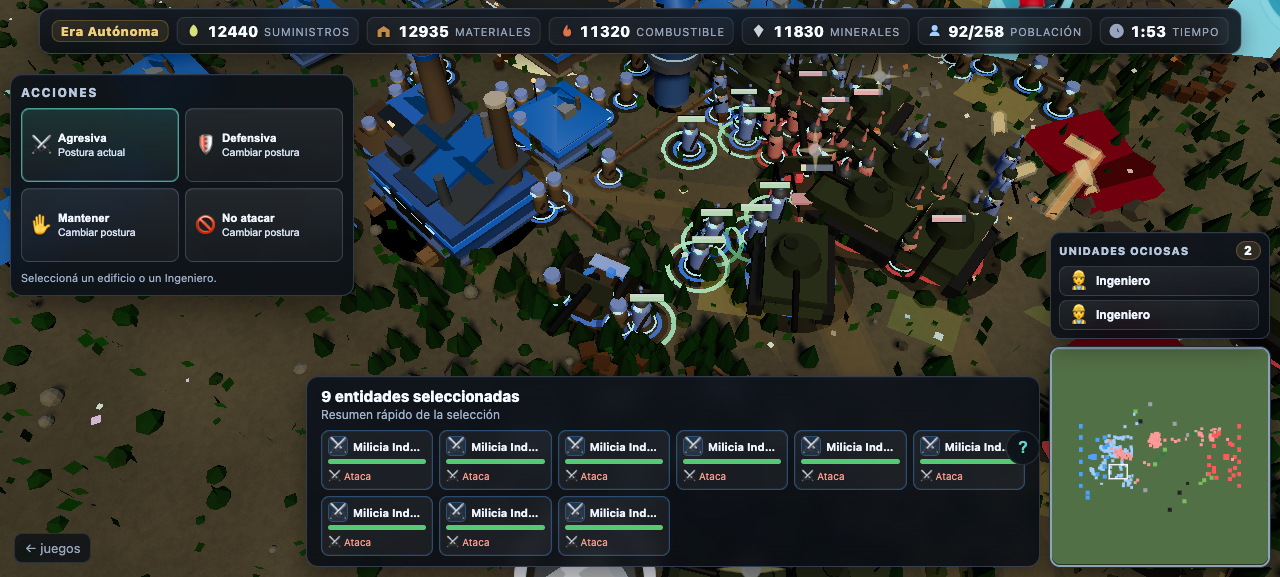 Era Autónoma
12440 SUMINISTROS
12935 MATERIALES
11320 COMBUSTIBLE
11830 MINERALES
92/258 POBLACIÓN
1:53 TIEMPO
ACCIONES
Agresiva
Postura actual
Defensiva
Cambiar postura
Mantener
Cambiar postura
No atacar
Cambiar postura
Seleccioná un edificio o un Ingeniero.
UNIDADES OCIOSAS 2
Ingeniero
Ingeniero
9 entidades seleccionadas
Resumen rápido de la selección
Milicia Ind...
Ataca
Milicia Ind...
Ataca
Milicia Ind...
Ataca
Milicia Ind...
Ataca
Milicia Ind...
Ataca
Milicia Ind...
Ataca
?
Milicia Ind...
Ataca
Milicia Ind...
Ataca
Milicia Ind...
Ataca
← juegos